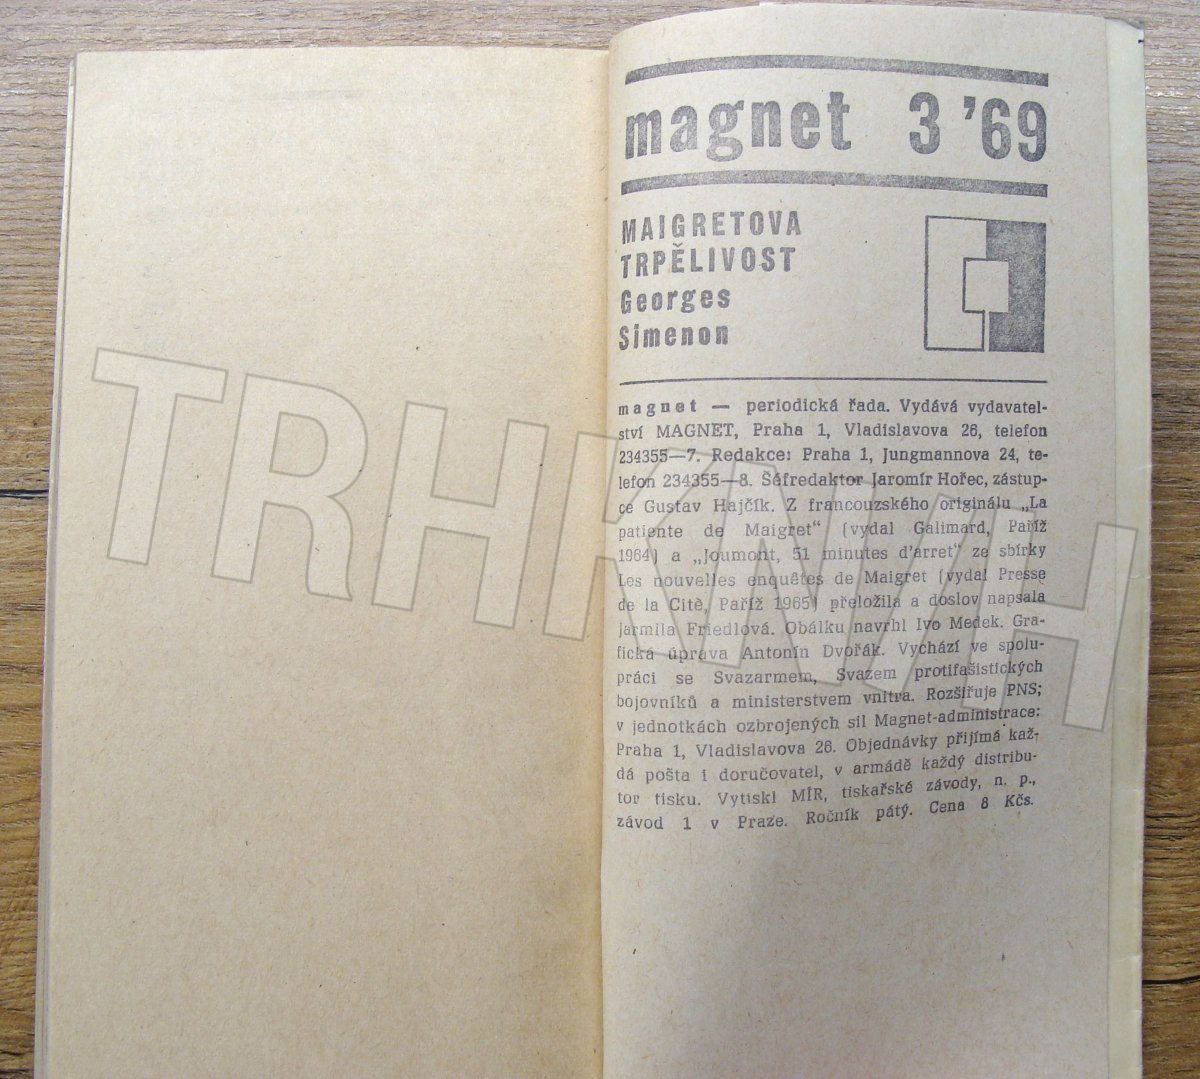 magnet 3 '69
MAIGRETOVA
TRPĚLIVOST
Georges
Simenon
magnet — periodická řada. Vydává vydavatel-
ství MAGNET, Praha 1, Vladislavova 26, telefon
234355—7. Redakce: Praha 1, Jungmannova 24, te-
lefon 234355—8. Šéfredaktor Jaromír Hořec, zástup-
ce Gustav Hajčík. Z francouzského originálu „La
patiente de Maigret“ (vydal Galimard, Paříž
1964) a „Joumont, 51 minutes d'arret“ ze sbírky
Les nouvelles enquêtes de Maigret (vydal Presse
de la Citè, Paříž 1965) přeložila a doslov napsala
Jarmila Friedlová. Obálku navrhl Ivo Medek. Gra-
fická úprava Antonín Dvořák. Vychází ve spolu-
práci se Svazarmem, Svazem protifašistických
bojovníků a ministerstvem vnitra. Rozšiřuje PNS;
v jednotkách ozbrojených sil Magnet-administrace:
Praha 1, Vladislavova 26. Objednávky přijímá kaž-
dá pošta i doručovatel, v armádě každý distribu-
tor tisku. Vytiskl MÍR, tiskařské závody, n. p.,
závod 1 v Praze. Ročník pátý. Cena 8 Kčs.
TRHKNIH